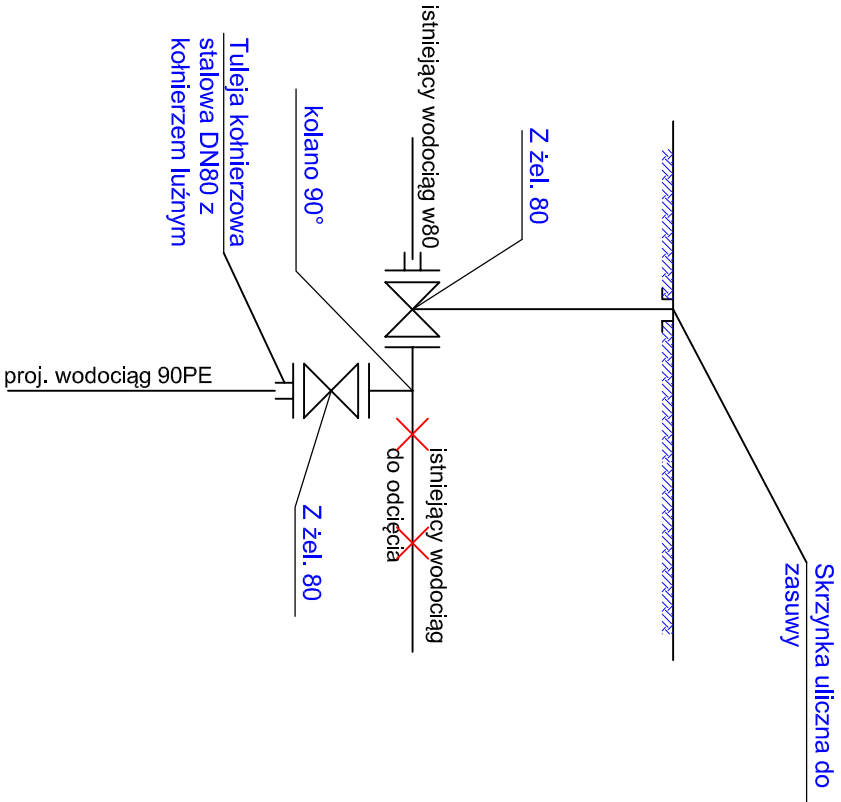 Skrzynka uliczna do
zasuwy
Z żel. 80
istniejący wodociąg w80
istniejący wodociąg
do odcięcia
kolano 90°
Z żel. 80
Tuleja kołnierzowa
stalowa DN80 z
kołnierzem luźnym
proj. wodociąg 90PE